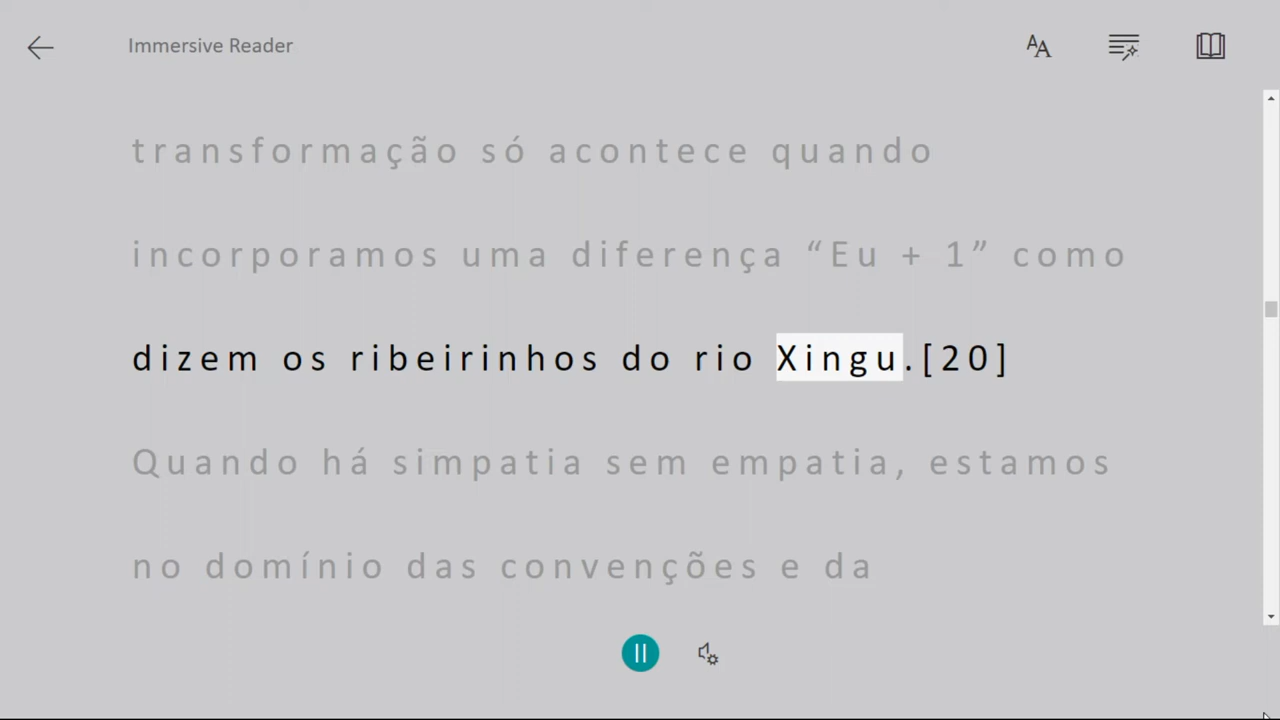 Immersive Reader
transformação só acontece quando
incorporamos uma diferença “Eu + 1” como
dizem os ribeirinhos do rio Xingu.[20]
Quando há simpatia sem empatia, estamos
no domínio das convenções e da